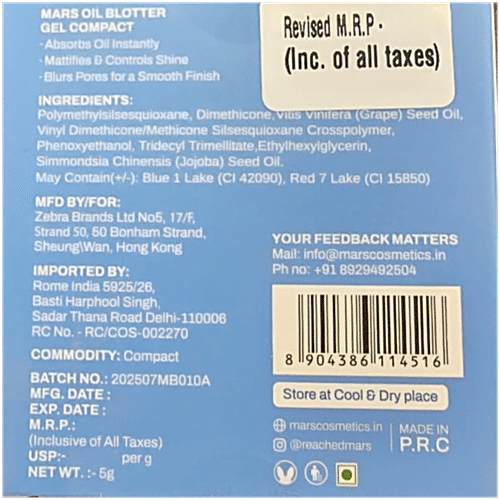 MARS OIL BLOTTER
GEL COMPACT
· Absorbs Oil Instantly
· Mattifies & Controls Shine
· Blurs Pores for a Smooth Finish
Revised M.R.P -
(Inc. of all taxes)
INGREDIENTS:
Polymethylsilsesquioxane, Dimethicone, Vitis Vinifera (Grape) Seed Oil,
Vinyl Dimethicone/Methicone Silsesquioxane Crosspolymer,
Phenoxyethanol, Tridecyl Trimellitate,Ethylhexylglycerin,
Simmondsia Chinensis (Jojoba) Seed Oil.
May Contain(+/-): Blue 1 Lake (CI 42090), Red 7 Lake (CI 15850)
MFD BY/FOR:
Zebra Brands Ltd No5, 17/F,
Strand 50, 50 Bonham Strand,
Sheung\Wan, Hong Kong
IMPORTED BY:
Rome India 5925/26,
Basti Harphool Singh,
Sadar Thana Road Delhi-110006
RC No. - RC/COS-002270
COMMODITY: Compact
BATCH NO.: 202507MB010A
MFG. DATE :
EXP. DATE :
M.R.P.:
(Inclusive of All Taxes)
USP:- per g
NET WT. :- 5g
YOUR FEEDBACK MATTERS
Mail: info@marscosmetics.in
Ph no: +91 8929492504
8 904386 114516
Store at Cool & Dry place
marscosmetics.in
@reachedmars
MADE IN
P.R.C